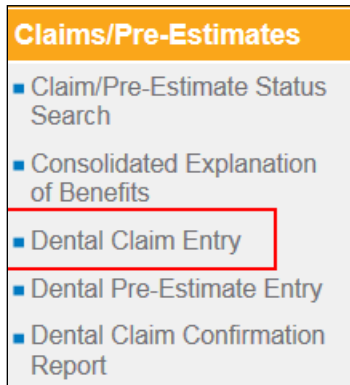 Claims/Pre-Estimates
Claim/Pre-Estimate Status
Search
Consolidated Explanation
of Benefits
Dental Claim Entry
Dental Pre-Estimate Entry
Dental Claim Confirmation
Report